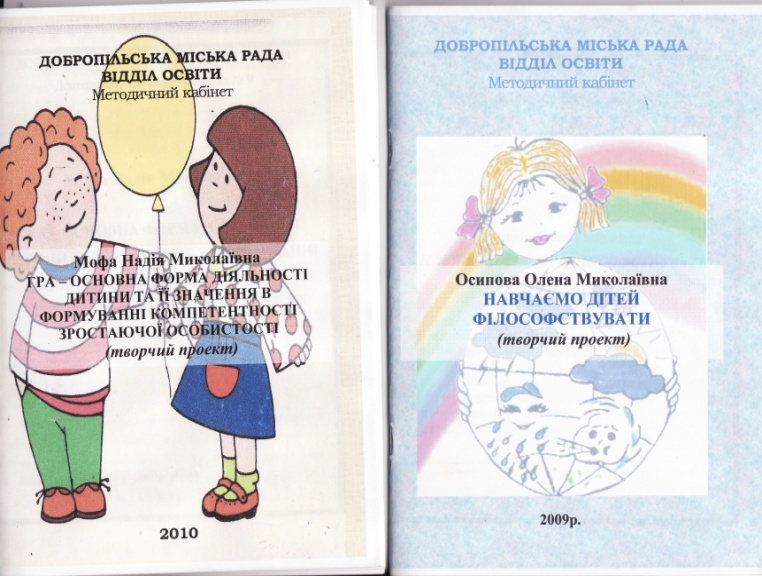 ДОБРОПІЛЬСЬКА МІСЬКА РАДА
ВІДДІЛ ОСВІТИ
Методичний кабінет
Мофа Надія Миколаївна
ГРА – ОСНОВНА ФОРМА ДІЯЛЬНОСТІ
ДИТИНИ ТА ЇЇ ЗНАЧЕННЯ В
ФОРМУВАННІ КОМПЕТЕНТНОСТІ
ЗРОСТАЮЧОЇ ОСОБИСТОСТІ
(творчий проект)
2010
ДОБРОПІЛЬСЬКА МІСЬКА РАДА
ВІДДІЛ ОСВІТИ
Методичний кабінет
Осипова Олена Миколаївна
НАВЧАЄМО ДІТЕЙ
ФІЛОСОФСТВУВАТИ
(творчий проект)
2009р.